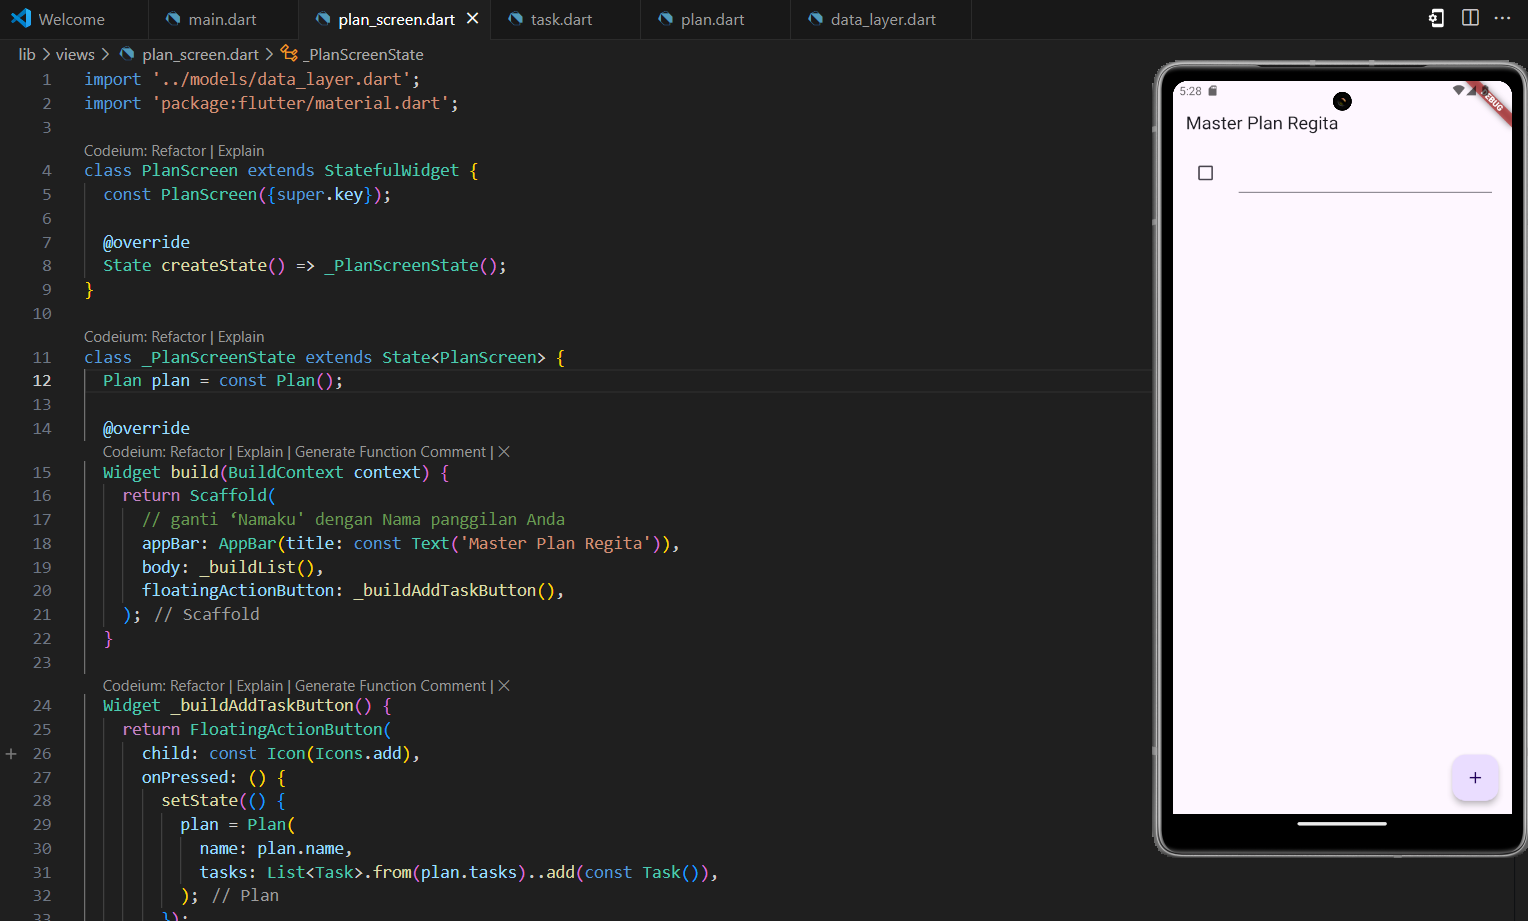 Welcome
main.dart
plan_screen.dart
task.dart
plan.dart
data_layer.dart
lib > views > plan_screen.dart > _PlanScreenState
1 import '../models/data_layer.dart';
2 import 'package:flutter/material.dart';
3
Codeium: Refactor | Explain
4 class PlanScreen extends StatefulWidget {
5 const PlanScreen({super.key});
6
7 @override
8 State createState() => _PlanScreenState();
9 }
10
Codeium: Refactor | Explain
11 class _PlanScreenState extends State<PlanScreen> {
12 Plan plan = const Plan();
13
14 @override
Codeium: Refactor | Explain | Generate Function Comment | X
15 Widget build(BuildContext context) {
16 return Scaffold(
17 // ganti ‘Namaku' dengan Nama panggilan Anda
18 appBar: AppBar(title: const Text('Master Plan Regita')),
19 body: _buildList(),
20 floatingActionButton: _buildAddTaskButton(),
21 ); // Scaffold
22 }
23
Codeium: Refactor | Explain | Generate Function Comment | X
24 Widget _buildAddTaskButton() {
25 return FloatingActionButton(
26 child: const Icon(Icons.add),
27 onPressed: () {
28 setState(() {
29 plan = Plan(
30 name: plan.name,
31 tasks: List<Task>.from(plan.tasks)..add(const Task()),
32 ); // Plan
33 });
5:28
Master Plan Regita